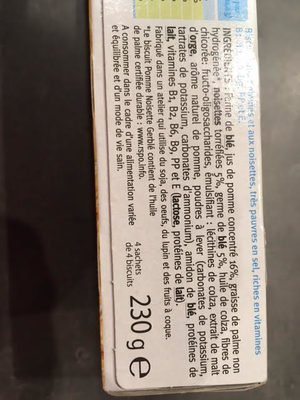 aux noisettes, très pauvres en sel, riches en vitamines
INGRÉDIENTS : Farine de blé, jus de pomme concentré 16%, graisse de palme non
hydrogénée*, noisettes torréfiées 5%, germe de blé 5%, huile de colza, fibres de
chicorée: fructo-oligosaccharides, émulsifiant : lécithines de colza, extrait de malt
d'orge, arôme naturel de pomme, poudres à lever (carbonates de potassium,
tartrates de potassium, carbonates d'ammonium), amidon de blé, protéines de
lait, vitamines B1, B2, B6, B9, PP et E (lactose, protéines de lait).
Fabriqué dans un atelier qui utilise du soja, des oeufs, du lupin et des fruits à coque.
*Le biscuit Pomme Noisette Gerblé contient de l'huile
de palme certifiée durable : www.rspo.info.
A consommer dans le cadre d'une alimentation variée
et équilibrée et d'un mode de vie sain.
4 sachets
de 4 biscuits
230 g e